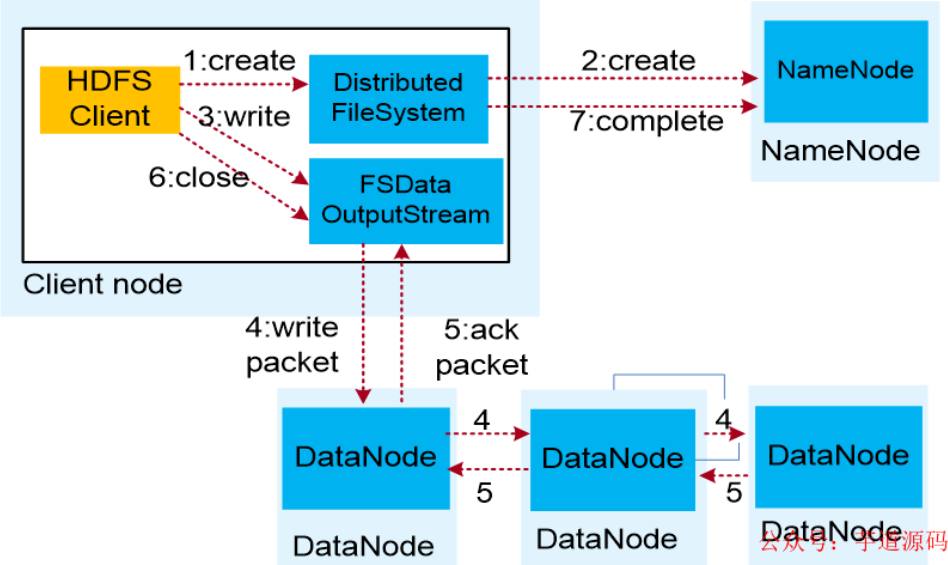 HDFS
Client
1:create
Distributed
FileSystem
2:create
NameNode
3:write
7:complete
NameNode
6:close
FSData
OutputStream
Client node
4:write
packet
5:ack
packet
DataNode
4
5
DataNode
4
5
DataNode
DataNode
DataNode
DataNode
公众号：芋道源码